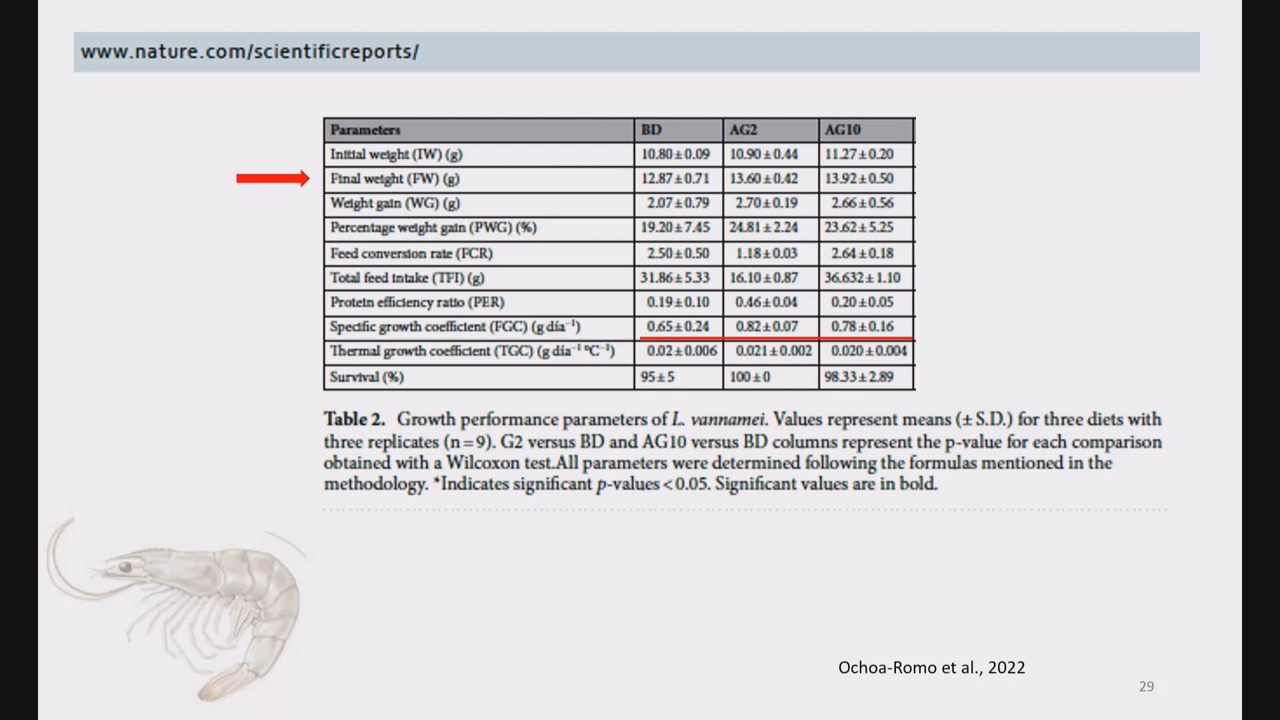 www.nature.com/scientificreports/
Parameters BD AG2 AG10
Initial weight (IW) (g) 10.80±0.09 10.90±0.44 11.27±0.20
Final weight (FW) (g) 12.87±0.71 13.60±0.42 13.92±0.50
Weight gain (WG) (g) 2.07±0.79 2.70±0.19 2.66±0.56
Percentage weight gain (PWG) (%) 19.20±7.45 24.81±2.24 23.62±5.25
Feed conversion rate (FCR) 2.50±0.50 1.18±0.03 2.64±0.18
Total feed intake (TFI) (g) 31.86±5.33 16.10±0.87 36.632±1.10
Protein efficiency ratio (PER) 0.19±0.10 0.46±0.04 0.20±0.05
Specific growth coefficient (FGC) (g día⁻¹) 0.65±0.24 0.82±0.07 0.78±0.16
Thermal growth coefficient (TGC) (g día⁻¹ °C⁻¹) 0.02±0.006 0.021±0.002 0.020±0.004
Survival (%) 95±5 100±0 98.33±2.89
Table 2. Growth performance parameters of L. vannamei. Values represent means (± S.D.) for three diets with
three replicates (n=9). G2 versus BD and AG10 versus BD columns represent the p-value for each comparison
obtained with a Wilcoxon test.All parameters were determined following the formulas mentioned in the
methodology. *Indicates significant p-values<0.05. Significant values are in bold.
Ochoa-Romo et al., 2022
29